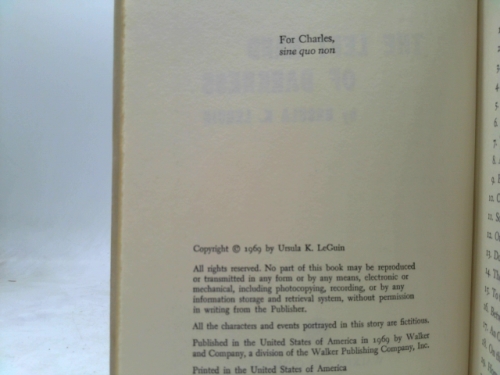 For Charles,
sine quo non
Copyright © 1969 by Ursula K. LeGuin
All rights reserved. No part of this book may be reproduced
or transmitted in any form or by any means, electronic or
mechanical, including photocopying, recording, or by any
information storage and retrieval system, without permission
in writing from the Publisher.
All the characters and events portrayed in this story are fictitious.
Published in the United States of America in 1969 by Walker
and Company, a division of the Walker Publishing Company, Inc.
Printed in the United States of America